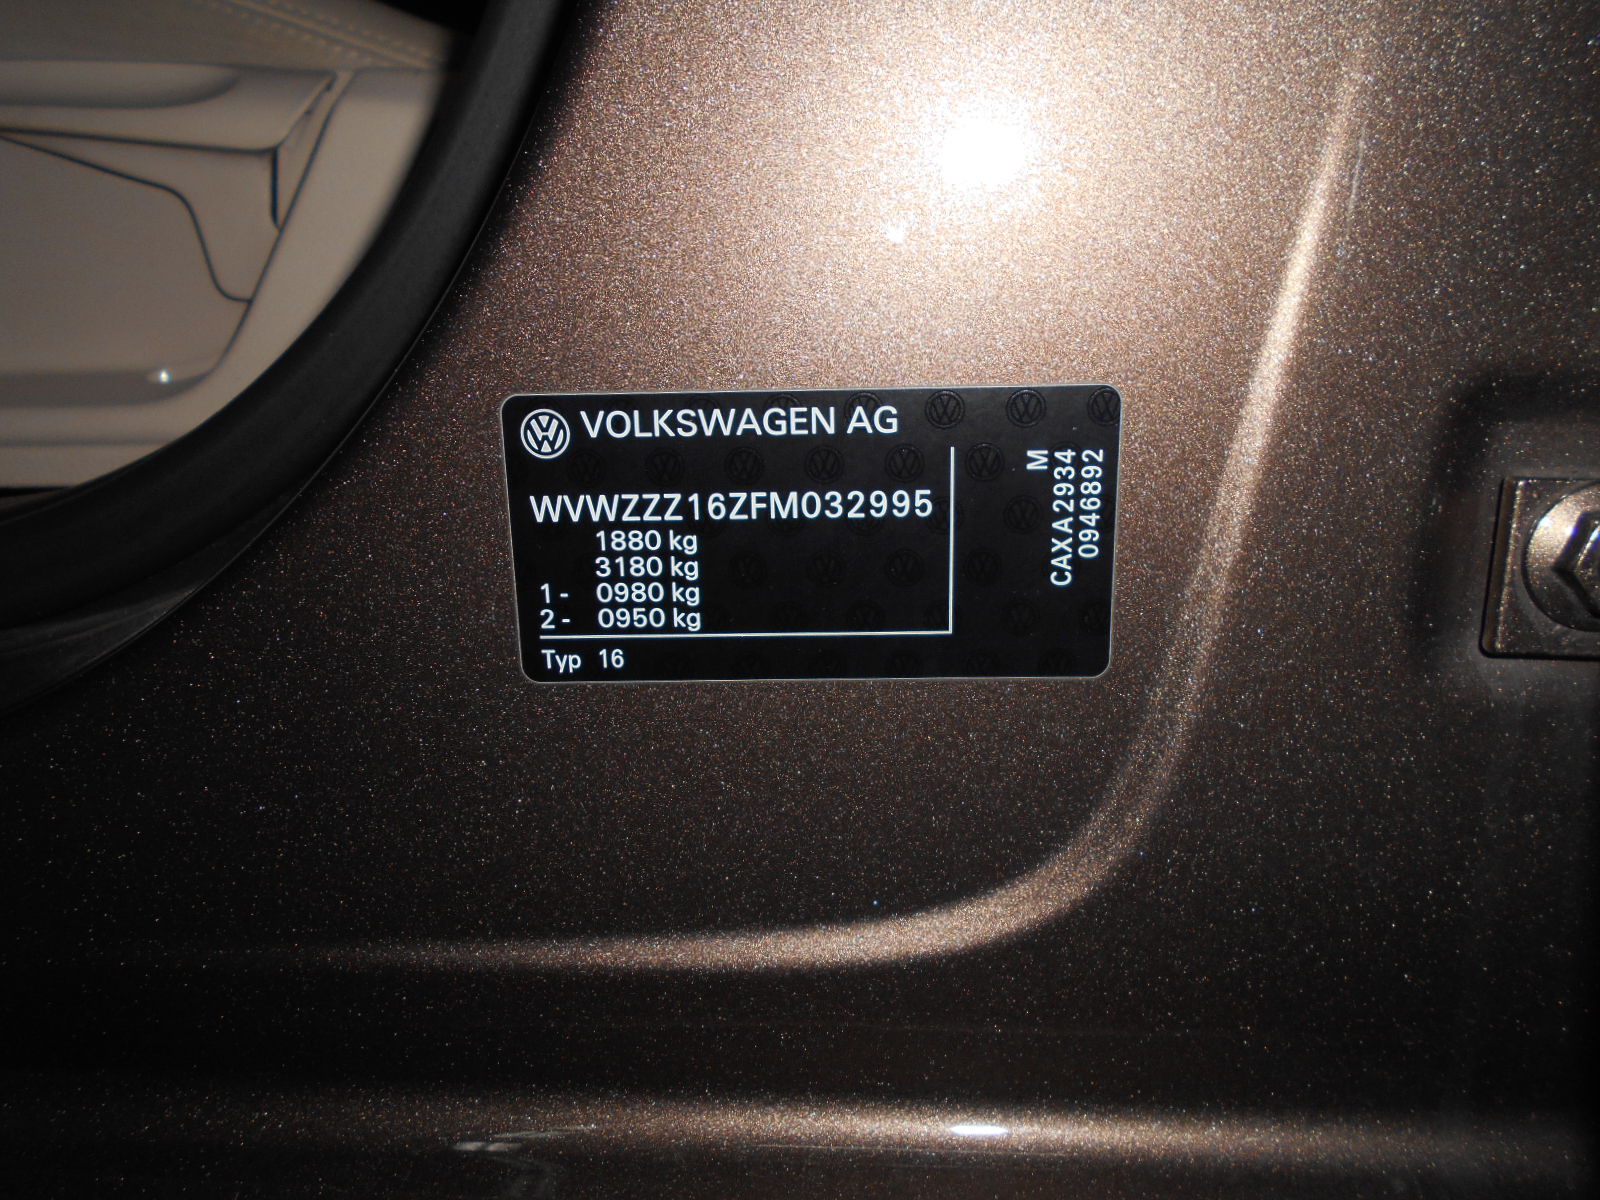 VOLKSWAGEN AG
WVWZZZ16ZFM032995
1880 kg
3180 kg
1- 0980 kg
2- 0950 kg
Typ 16
M
CAXA2934
0946892